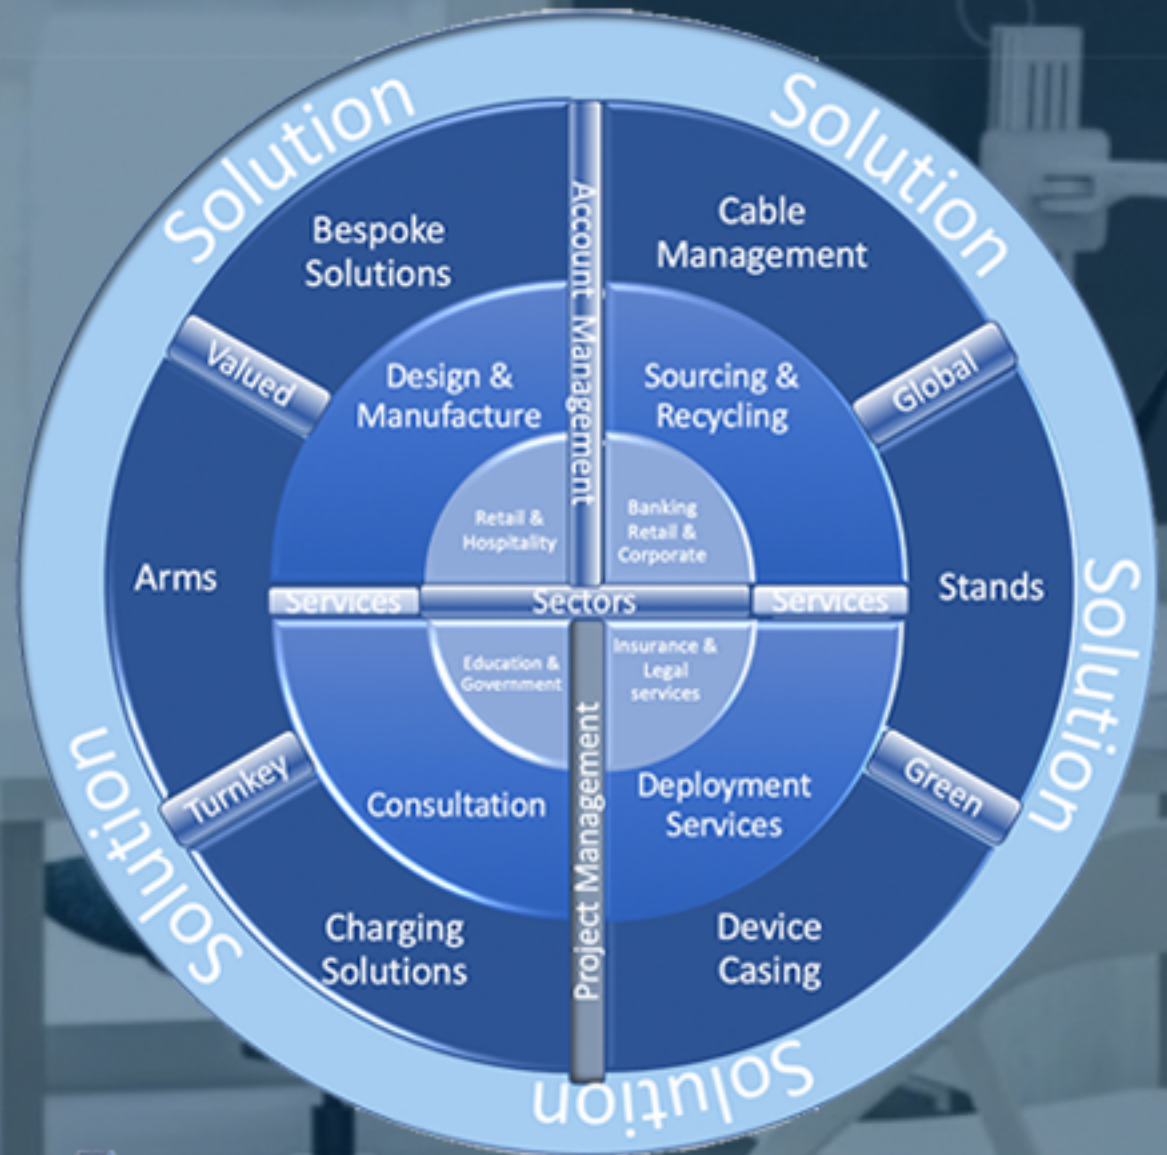 Solution
Solution
Bespoke
Solutions
Account Management
Cable
Management
Valued
Global
Design &
Manufacture
Sourcing &
Recycling
Retail &
Hospitality
Banking
Retail &
Corporate
Arms
Stands
Solution
Services
Sectors
Services
Education &
Government
Insurance &
Legal
services
Project Management
Turnkey
Green
Consultation
Deployment
Services
Solution
Charging
Solutions
Device
Casing
Solution